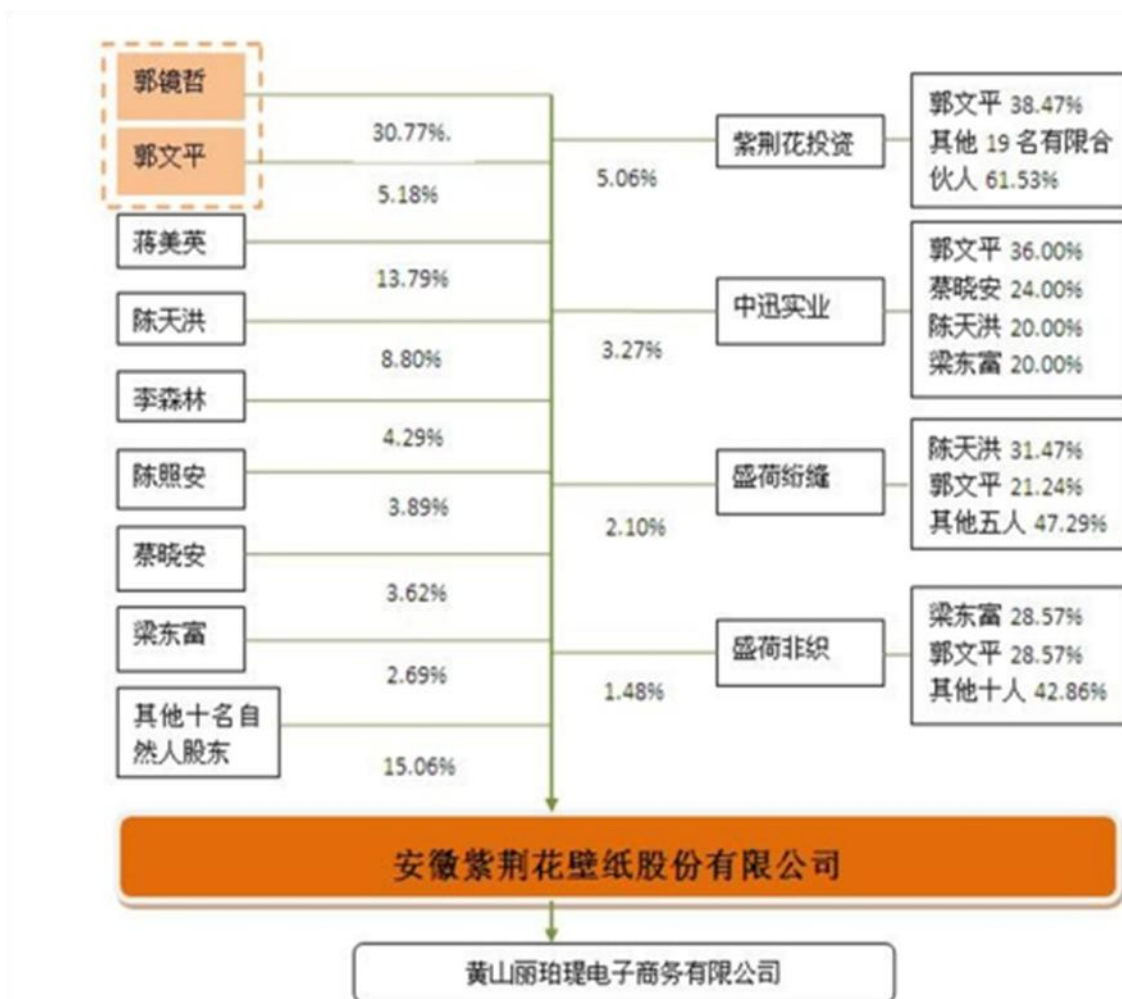 郭镜哲
30.77%.
郭文平
5.18%
蒋美英
13.79%
陈天洪
8.80%
李森林
4.29%
陈照安
3.89%
蔡晓安
3.62%
梁东富
2.69%
其他十名自
然人股东
15.06%
紫荆花投资
5.06%
郭文平 38.47%
其他 19 名有限合
伙人 61.53%
中迅实业
3.27%
郭文平 36.00%
蔡晓安 24.00%
陈天洪 20.00%
梁东富 20.00%
盛荷绗缝
2.10%
陈天洪 31.47%
郭文平 21.24%
其他五人 47.29%
盛荷非织
1.48%
梁东富 28.57%
郭文平 28.57%
其他十人 42.86%
安徽紫荆花壁纸股份有限公司
黄山丽珀瑅电子商务有限公司